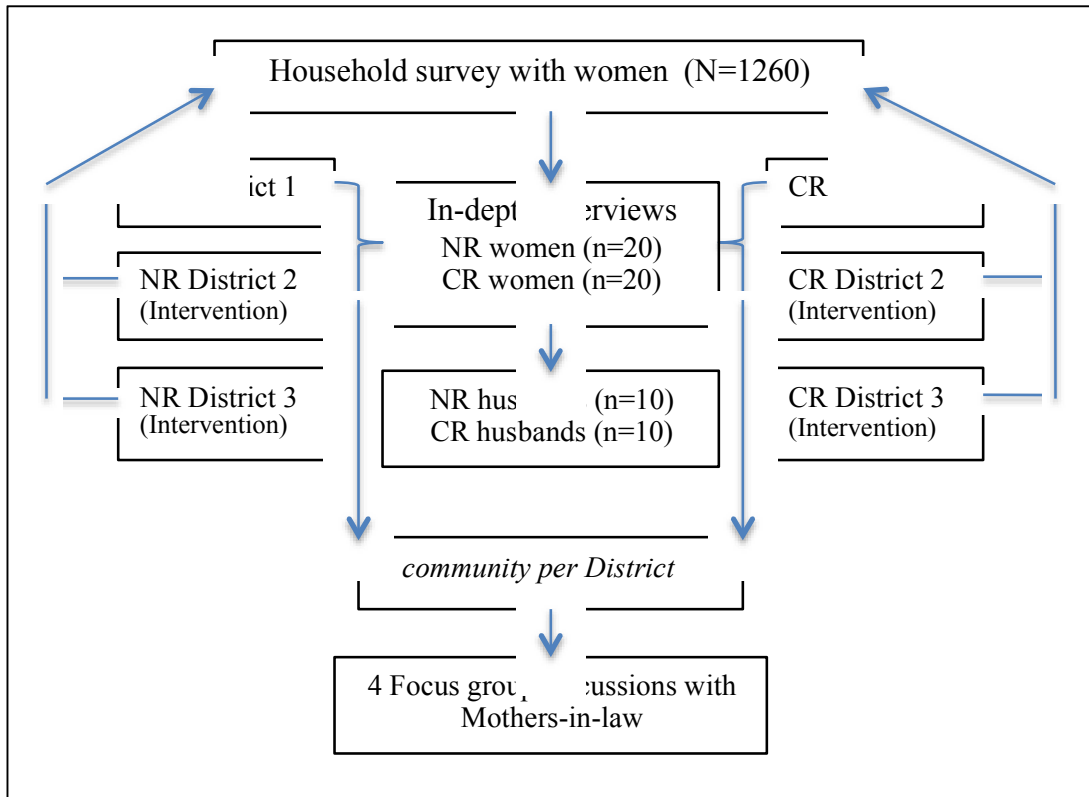 Household survey with women (N=1260)
ict 1
CR
In-dept erviews
NR women (n=20)
CR women (n=20)
NR District 2
(Intervention)
CR District 2
(Intervention)
NR District 3
(Intervention)
CR District 3
(Intervention)
NR hus (n=10)
CR husbands (n=10)
community per District
4 Focus grou cussions with
Mothers-in-law